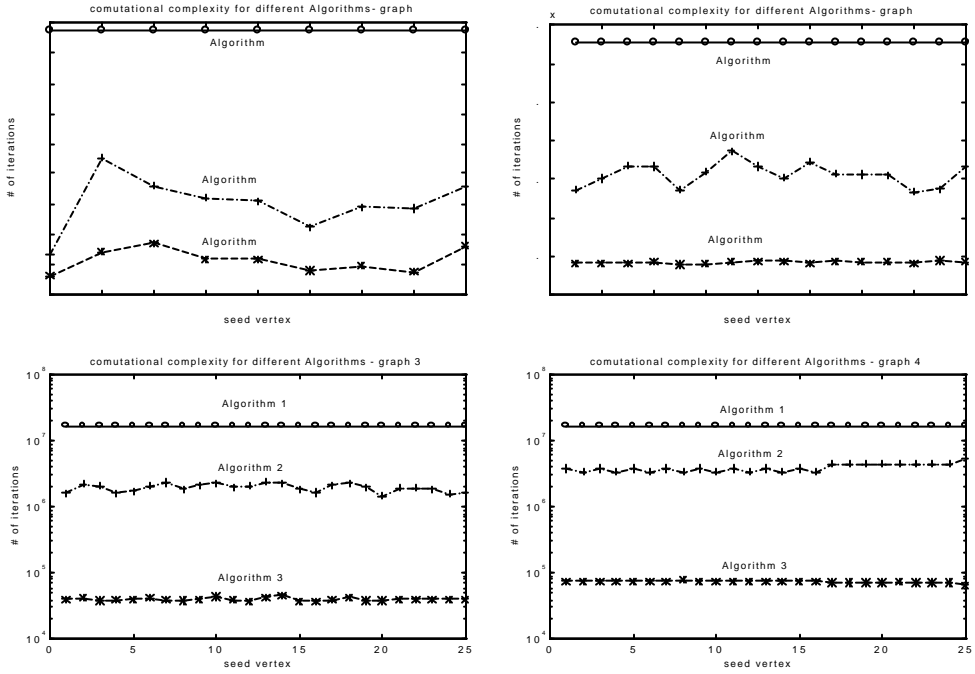 comutational complexity for different Algorithms- graph
Algorithm
Algorithm
Algorithm
# of iterations
seed vertex
comutational complexity for different Algorithms- graph
x
Algorithm
Algorithm
Algorithm
# of iterations
seed vertex
comutational complexity for different Algorithms - graph 3
10^8
10^7
10^6
10^5
10^4
# of iterations
Algorithm 1
Algorithm 2
Algorithm 3
0 5 10 15 20 25
seed vertex
comutational complexity for different Algorithms - graph 4
10^8
10^7
10^6
10^5
10^4
# of iterations
Algorithm 1
Algorithm 2
Algorithm 3
0 5 10 15 20 25
seed vertex